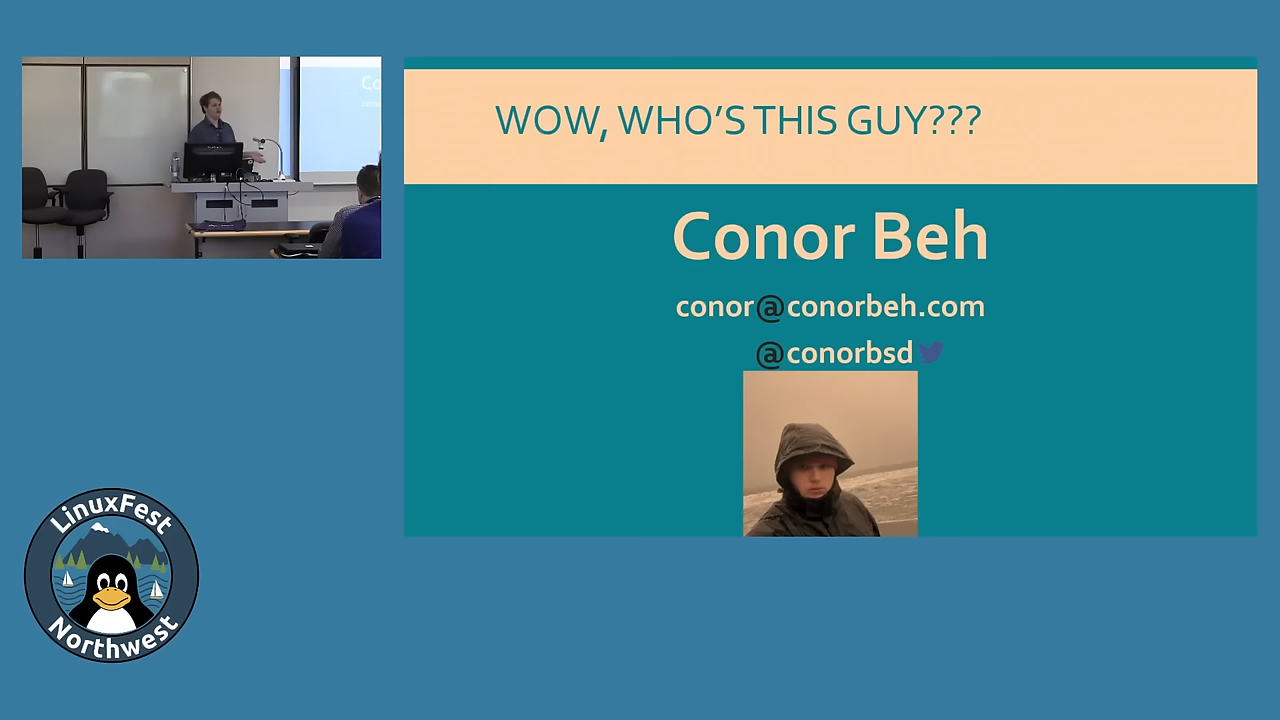 WOW, WHO'S THIS GUY???
Conor Beh
conor@conorbeh.com
@conorbsd
LinuxFest
Northwest